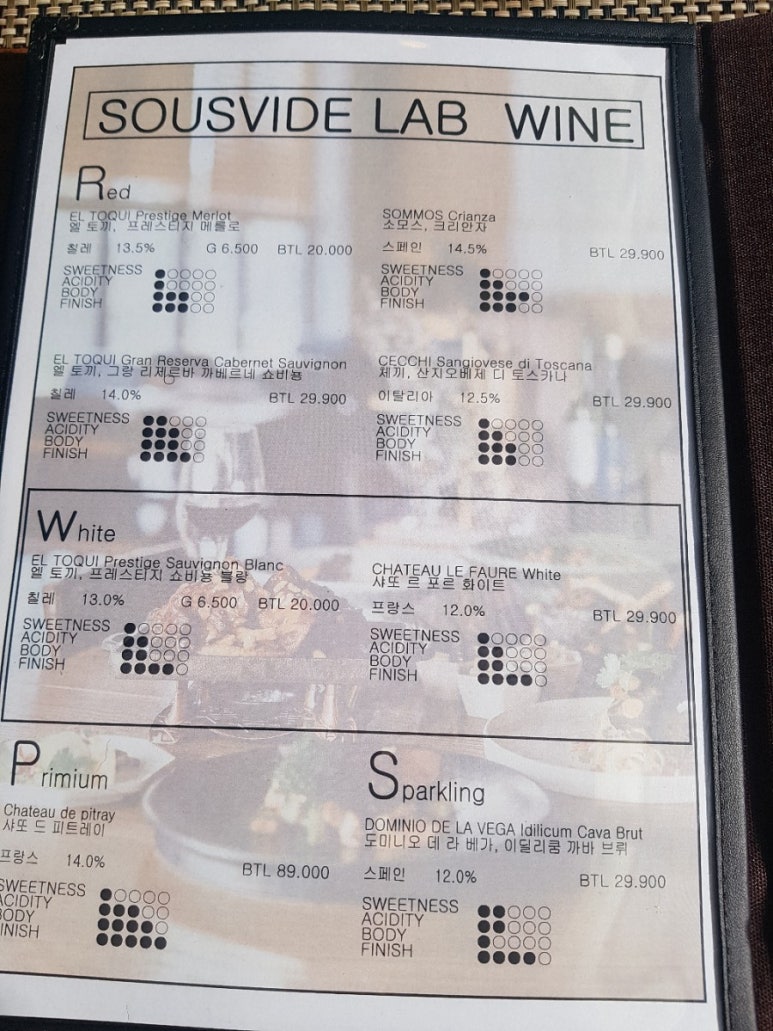 SOUSVIDE LAB WINE
Red
EL TOQUI Prestige Merlot
엘 토끼, 프레스티지 메를로
칠레 13.5% G 6.500 BTL 20.000
SWEETNESS
ACIDITY
BODY
FINISH
SOMMOS Crianza
소모스, 크리안자
스페인 14.5% BTL 29.900
SWEETNESS
ACIDITY
BODY
FINISH
EL TOQUI Gran Reserva Cabernet Sauvignon
엘 토끼, 그랑 리제르바 까베르네 쇼비뇽
칠레 14.0% BTL 29.900
SWEETNESS
ACIDITY
BODY
FINISH
CECCHI Sangiovese di Toscana
체끼, 산지오베제 디 토스카나
이탈리아 12.5% BTL 29.900
SWEETNESS
ACIDITY
BODY
FINISH
White
EL TOQUI Prestige Sauvignon Blanc
엘 토끼, 프레스티지 쇼비뇽 블랑
칠레 13.0% G 6.500 BTL 20.000
SWEETNESS
ACIDITY
BODY
FINISH
CHATEAU LE FAURE White
샤또 르 포르 화이트
프랑스 12.0% BTL 29.900
SWEETNESS
ACIDITY
BODY
FINISH
Primium
Chateau de pitray
샤또 드 피트레이
프랑스 14.0% BTL 89.000
SWEETNESS
ACIDITY
BODY
FINISH
Sparkling
DOMINIO DE LA VEGA Idilicum Cava Brut
도미니오 데 라 베가, 이딜리쿰 까바 브뤼
스페인 12.0% BTL 29.900
SWEETNESS
ACIDITY
BODY
FINISH